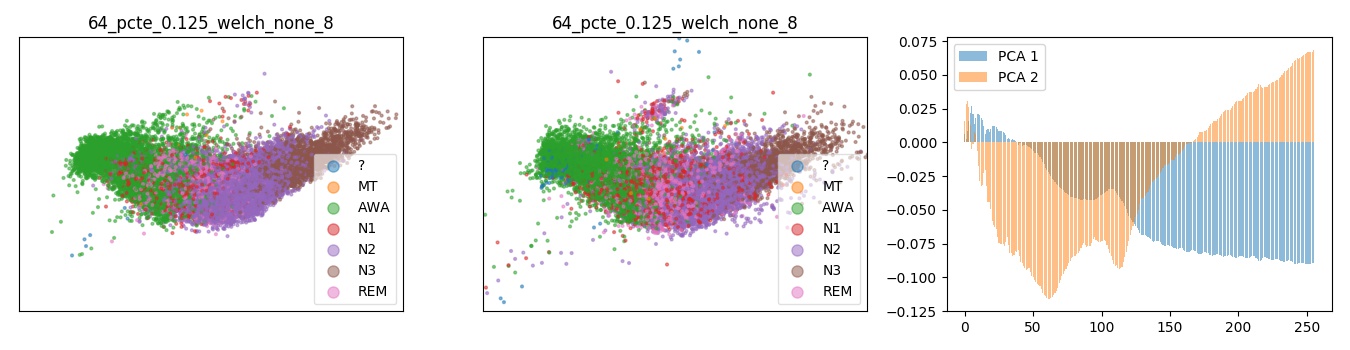 64_pcte_0.125_welch_none_8
?
MT
AWA
N1
N2
N3
REM
64_pcte_0.125_welch_none_8
?
MT
AWA
N1
N2
N3
REM
PCA 1
PCA 2
0.075
0.050
0.025
0.000
−0.025
−0.050
−0.075
−0.100
−0.125
0 50 100 150 200 250